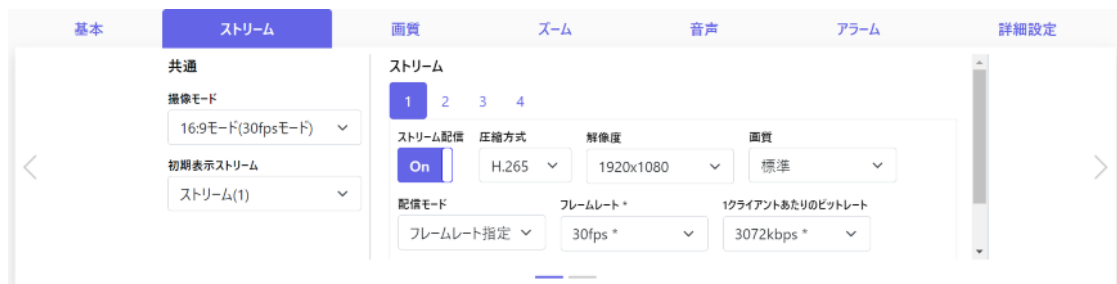 基本 ストリーム 画質 ズーム 音声 アラーム 詳細設定
共通
撮像モード
16:9モード(30fpsモード)
初期表示ストリーム
ストリーム(1)
ストリーム
1 2 3 4
ストリーム配信 圧縮方式 解像度 画質
On H.265 1920x1080 標準
配信モード フレームレート * 1クライアントあたりのビットレート
フレームレート指定 30fps * 3072kbps *